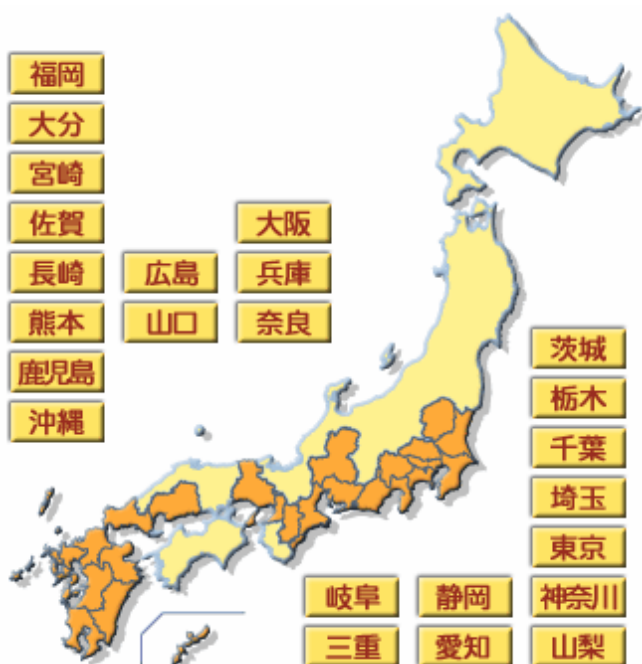 福岡
大分
宮崎
佐賀
長崎
熊本
鹿児島
沖縄
広島
山口
大阪
兵庫
奈良
茨城
栃木
千葉
埼玉
東京
神奈川
山梨
岐阜
三重
静岡
愛知